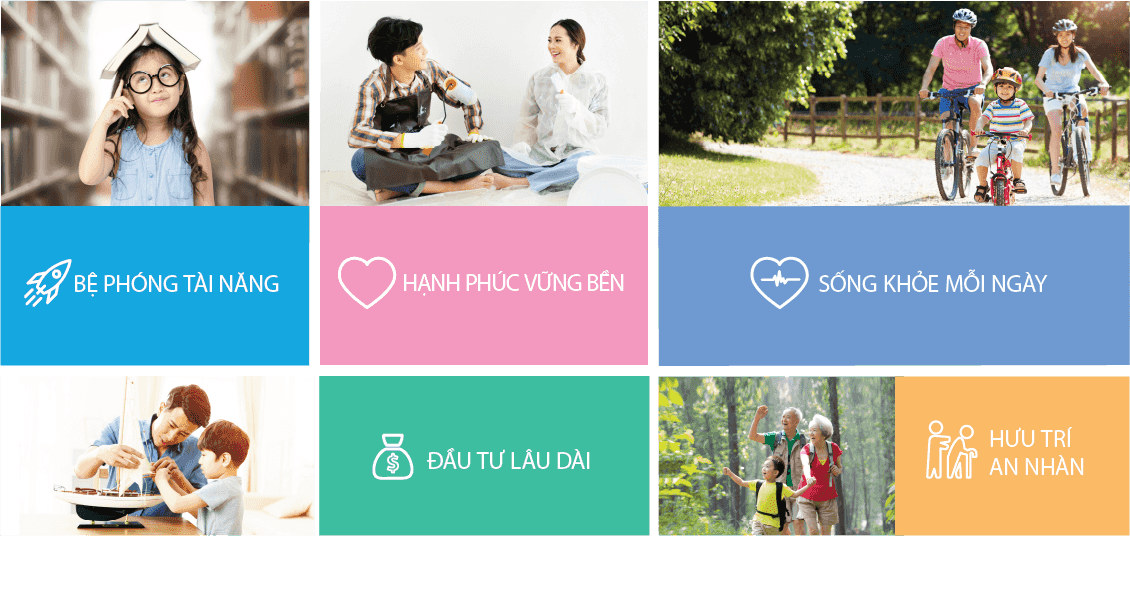 BỆ PHÓNG TÀI NĂNG
HẠNH PHÚC VỮNG BỀN
SỐNG KHỎE MỖI NGÀY
ĐẦU TƯ LÂU DÀI
HƯU TRÍ
AN NHÀN